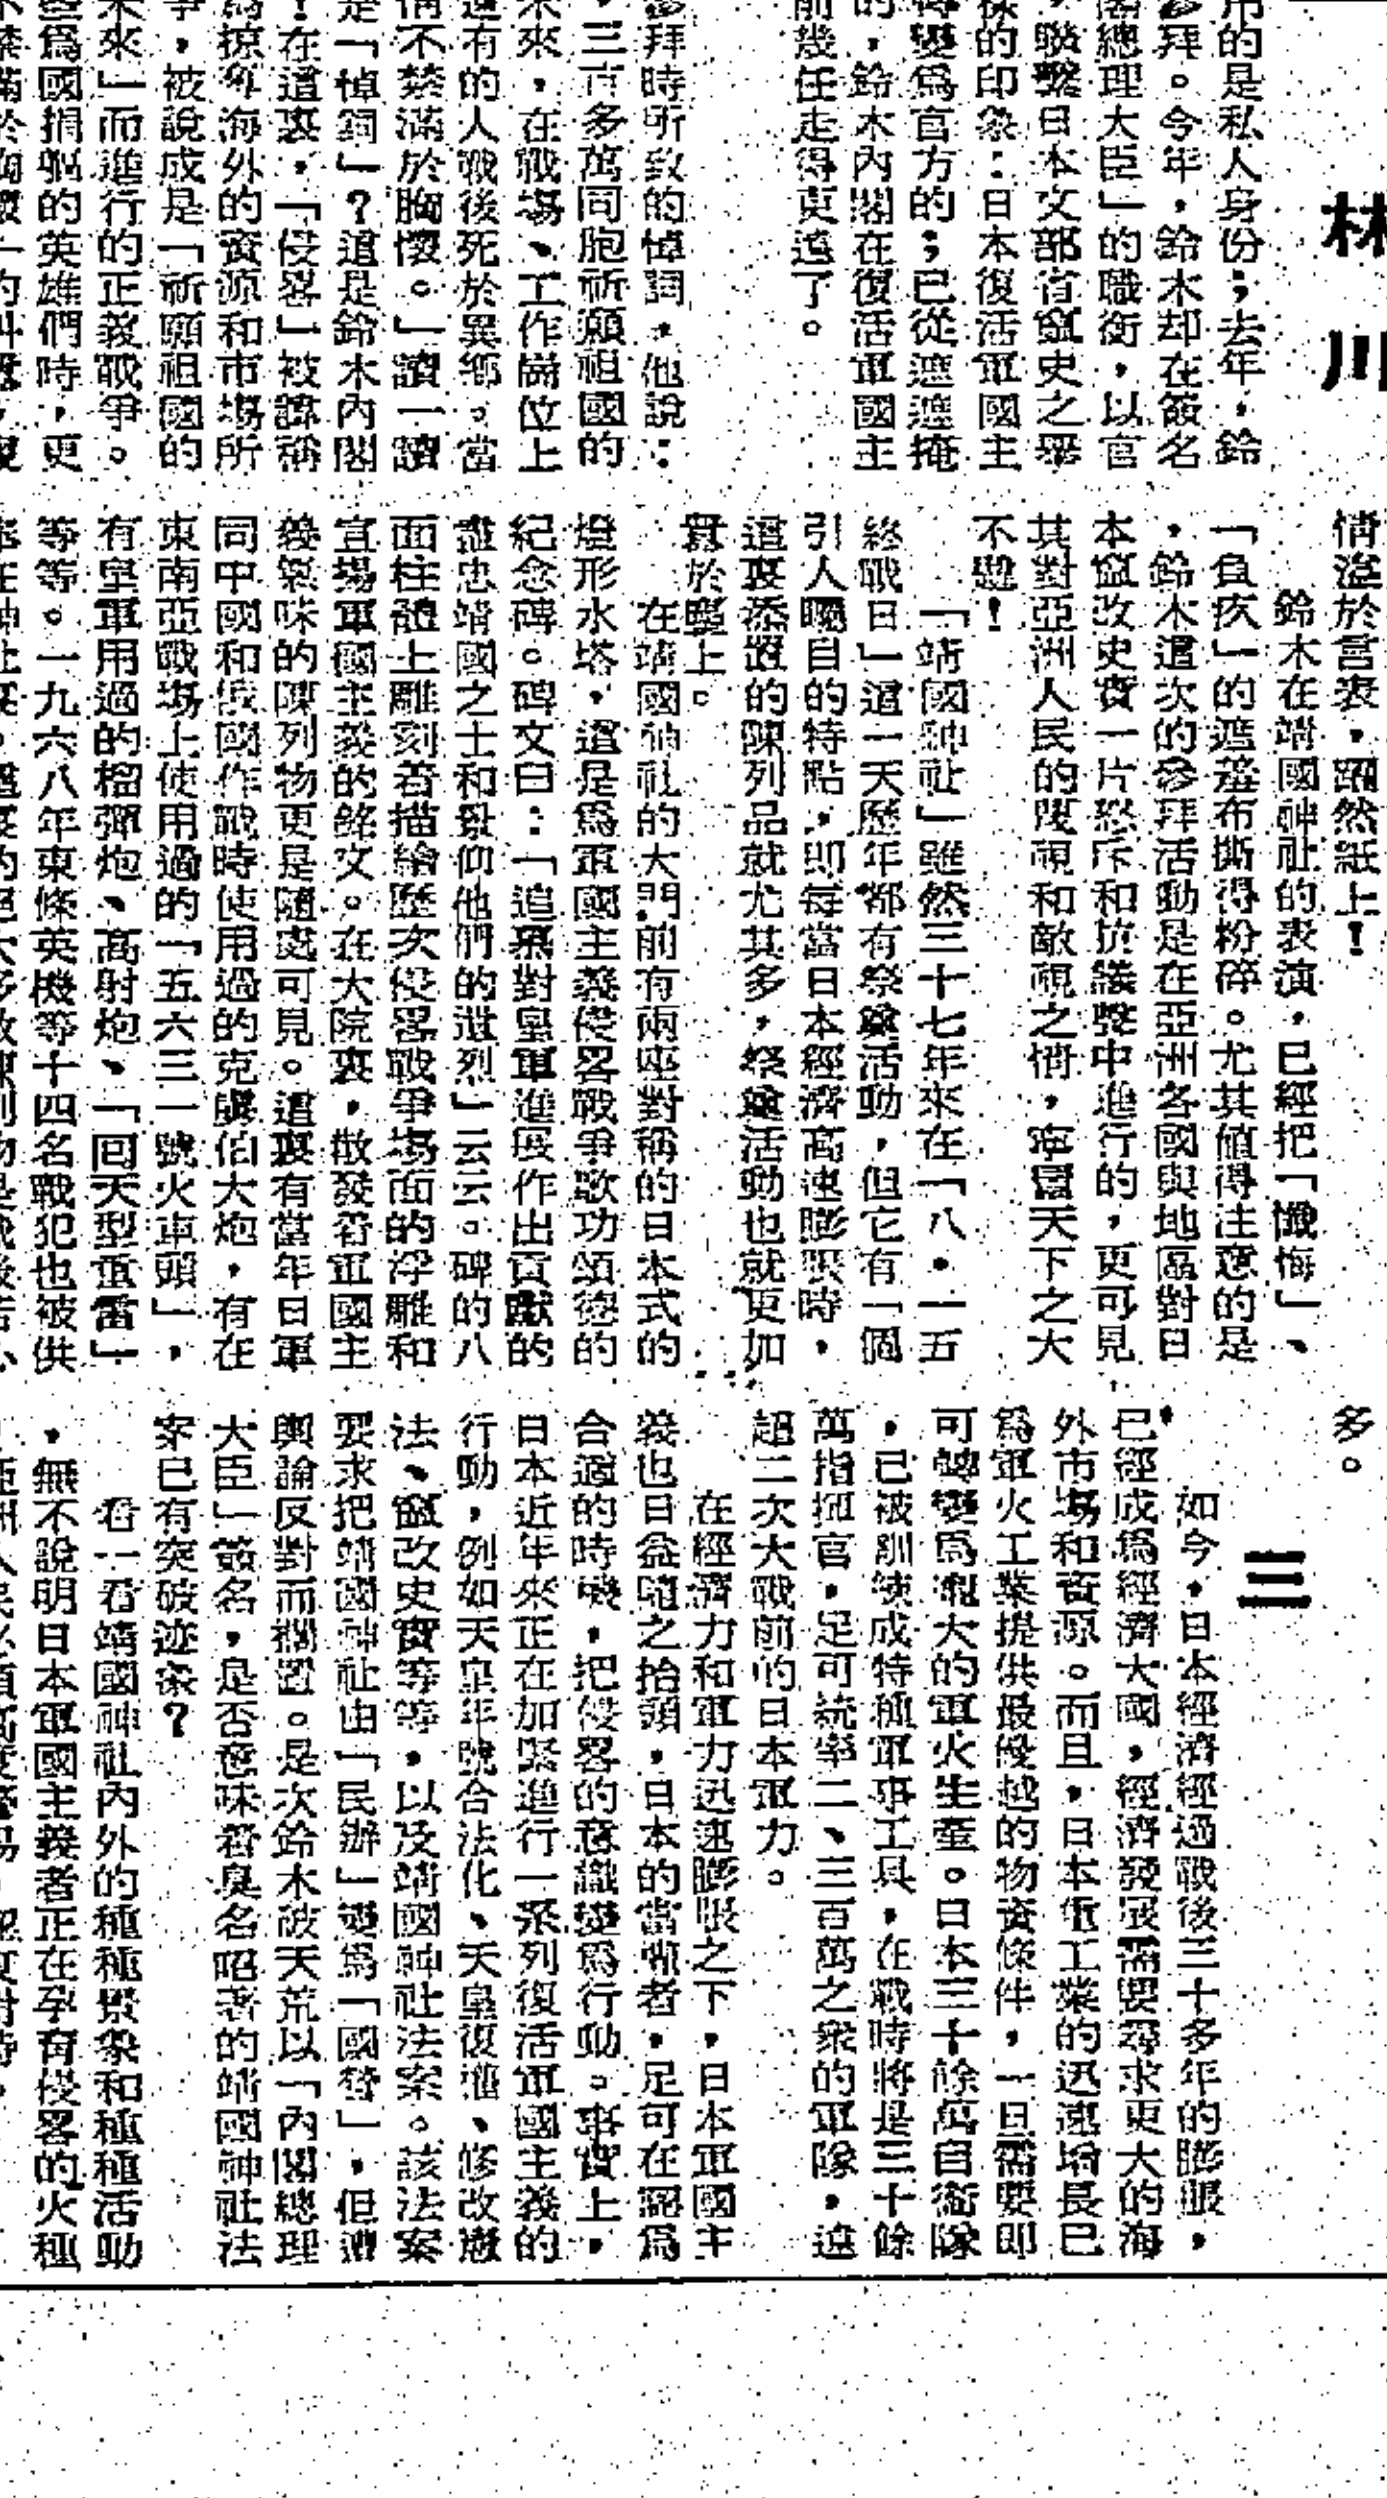 林川
用的是私人身份；去年，鈴
參拜。今年，鈴木却在簽名
閣總理大臣」的職銜，以官
，聯繫日本文部省竄史之舉
樣的印象：日本復活軍國主
得變爲官方的；已從遮遮掩
的，鈴木內閣在復活軍國主
前幾任走得更遠了。
參拜時所致的悼詞，他說：
，三百多萬同胞祈願祖國的
未來，在戰場、工作崗位上
還有的人戰後死於異鄉。當
情不禁滿於胸懷。」讀一讀
是「悼詞」？這是鈴木內閣
！在這裏，「侵畧」被諱稱
爲掠奪海外的資源和市場所
爭，被說成是「祈願祖國的
未來」而進行的正義戰爭。
些爲國捐軀的英雄們時，更
情溢於言表，躍然紙上！
鈴木在靖國神社的表演，已經把「懺悔」、
「負疚」的遮羞布撕得粉碎。尤其值得注意的是
，鈴木這次的參拜活動是在亞洲各國與地區對日
本竄改史實一片怒斥和抗議聲中進行的，更可見
其對亞洲人民的蔑視和敵視之情，寧冒天下之大
不韙！
「靖國神社」雖然三十七年來在「八・一五
終戰日」這一天歷年都有祭奠活動，但它有一個
引人矚目的特點，即每當日本經濟高速膨脹時，
這裏添置的陳列品就尤其多，祭奠活動也就更加
塵上。
在靖國神社的大門前有兩座對稱的日本式的
燈形水塔，這是爲軍國主義侵畧戰爭歌功頌德的
紀念碑。碑文曰：「追慕對皇軍進展作出貢獻的
盡忠靖國之士和景仰他們的遺烈」云云。碑的八
面柱體上雕刻着描繪歷次侵畧戰爭場面的浮雕和
宣揚軍國主義的銘文。在大院裏，散發着軍國主
義氣味的陳列物更是隨處可見。這裏有當年日軍
同中國和俄國作戰時使用過的克虜伯大炮，有在
東南亞戰場上使用過的「五六三一號火車頭」，
有皇軍用過的榴彈炮、高射炮、「回天型重雷」
等等。一九六八年東條英機等十四名戰犯也被供
多。
三
如今，日本經濟經過戰後三十多年的膨脹，
已經成爲經濟大國，經濟發展需要尋求更大的海
外市場和資源。而且，日本重工業的迅速增長已
爲軍火工業提供最優越的物資條件，一旦需要即
可轉變爲龐大的軍火生產。日本三十餘萬自衛隊
，已被訓練成特種軍事工具，在戰時將是三十餘
萬指揮官，足可統率二、三百萬之衆的軍隊，遠
超二次大戰前的日本軍力。
在經濟力和軍力迅速膨脹之下，日本軍國主
義也日益隨之抬頭，日本的當權者，足可在認爲
合適的時候，把侵畧的意識變爲行動。事實上，
日本近年來正在加緊進行一系列復活軍國主義的
行動，例如天皇年號合法化、天皇復權、修改憲
法、竄改史實等等，以及靖國神社法案。該法案
要求把靖國神社由「民辦」變爲「國營」，但遭
輿論反對而擱置。是次鈴木破天荒以「內閣總理
大臣」簽名，是否意味着臭名昭著的靖國神社法
案已有突破迹象？
看一看靖國神社內外的種種景象和種種活動
，無不說明日本軍國主義者正在孕育侵畧的火種